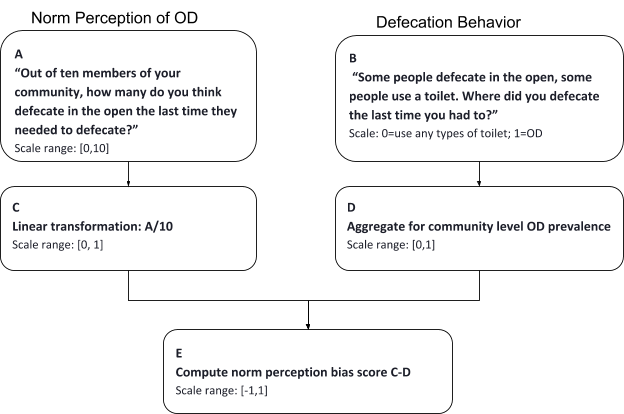 Norm Perception of OD
Defecation Behavior
A
“Out of ten members of your
community, how many do you think
defecate in the open the last time they
needed to defecate?”
Scale range: [0,10]
B
“Some people defecate in the open, some
people use a toilet. Where did you defecate
the last time you had to?”
Scale: 0=use any types of toilet; 1=OD
C
Linear transformation: A/10
Scale range: [0, 1]
D
Aggregate for community level OD prevalence
Scale range: [0,1]
E
Compute norm perception bias score C-D
Scale range: [-1,1]